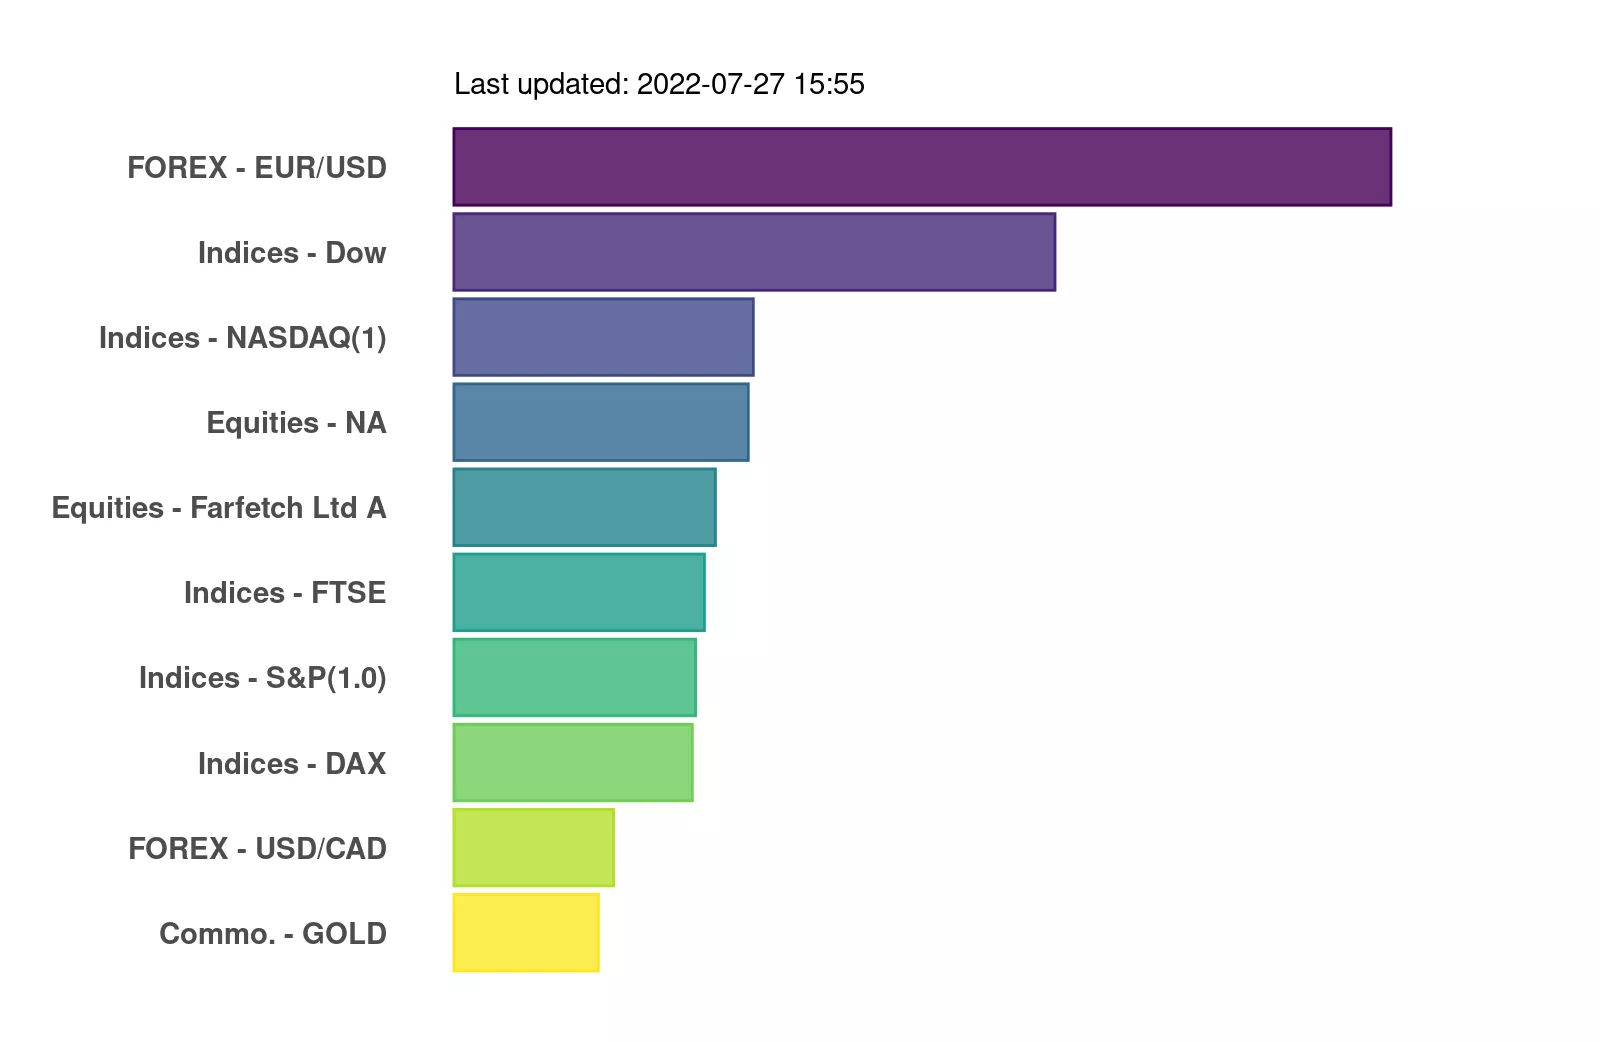 Last updated: 2022-07-27 15:55
FOREX - EUR/USD
Indices - Dow
Indices - NASDAQ(1)
Equities - NA
Equities - Farfetch Ltd A
Indices - FTSE
Indices - S&P(1.0)
Indices - DAX
FOREX - USD/CAD
Commo. - GOLD